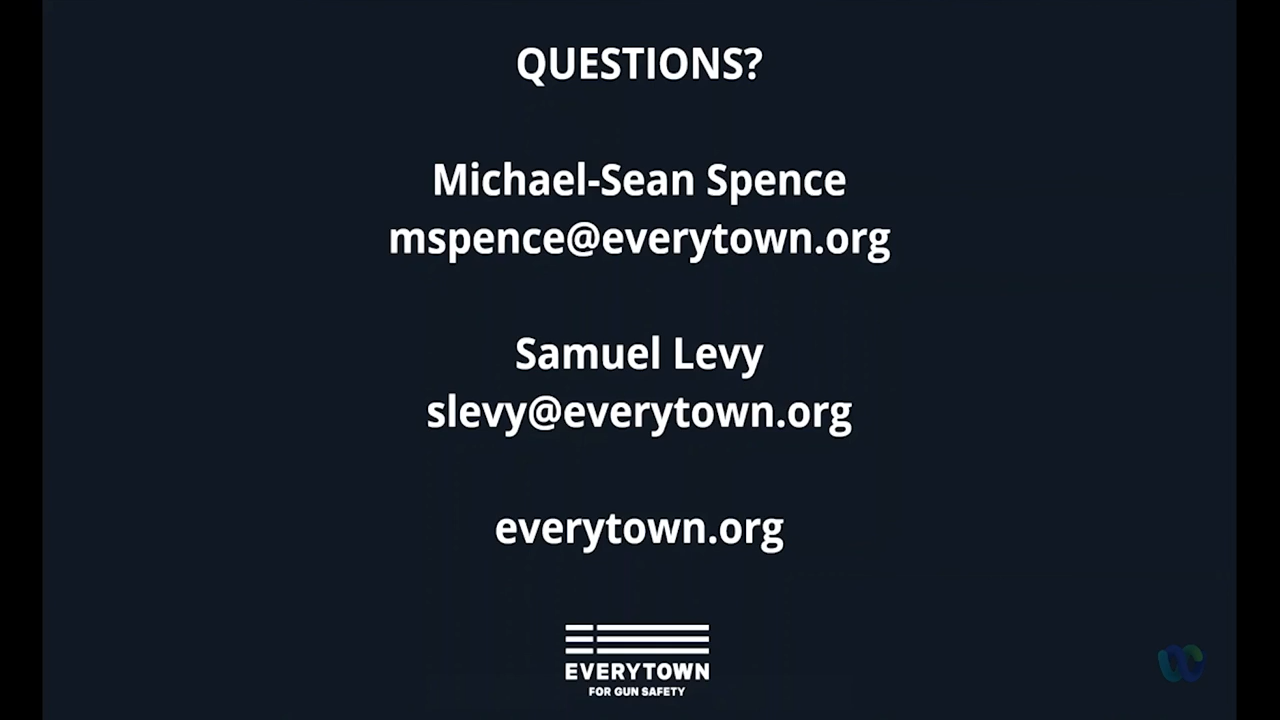 QUESTIONS?
Michael-Sean Spence
mspence@everytown.org
Samuel Levy
slevy@everytown.org
everytown.org
EVERYTOWN
FOR GUN SAFETY